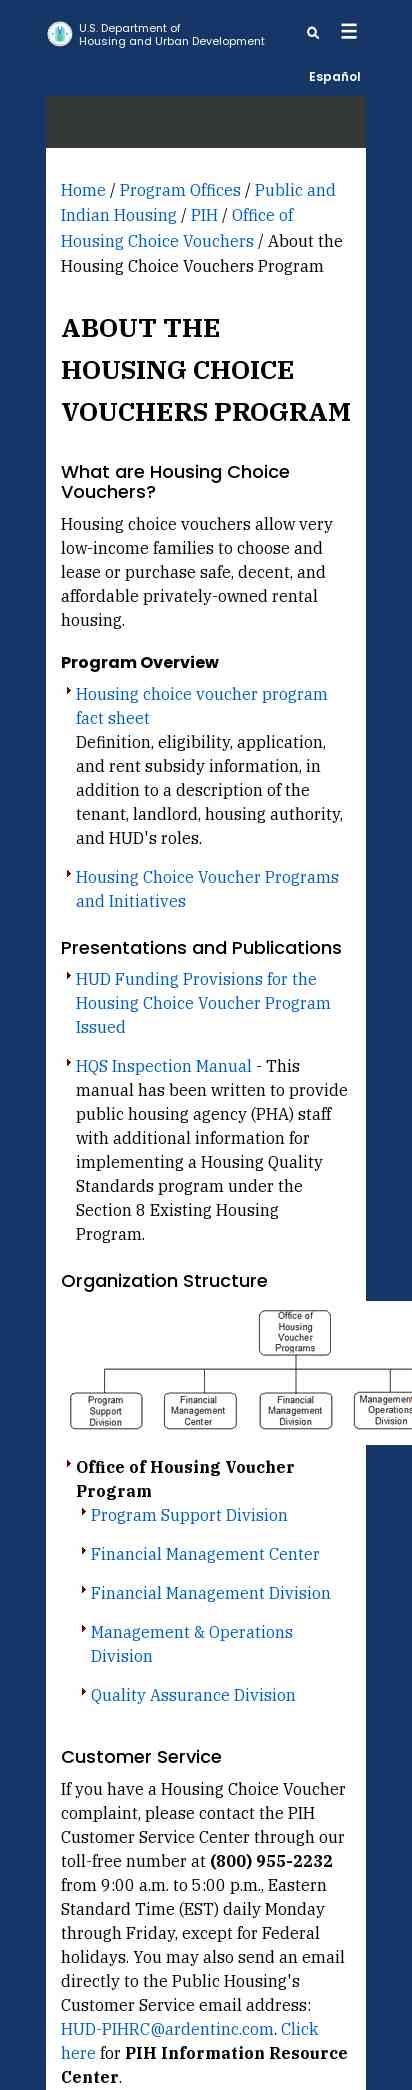 U.S. Department of
Housing and Urban Development
Español
Home / Program Offices / Public and
Indian Housing / PIH / Office of
Housing Choice Vouchers / About the
Housing Choice Vouchers Program
ABOUT THE
HOUSING CHOICE
VOUCHERS PROGRAM
What are Housing Choice
Vouchers?
Housing choice vouchers allow very
low-income families to choose and
lease or purchase safe, decent, and
affordable privately-owned rental
housing.
Program Overview
Housing choice voucher program
fact sheet
Definition, eligibility, application,
and rent subsidy information, in
addition to a description of the
tenant, landlord, housing authority,
and HUD's roles.
Housing Choice Voucher Programs
and Initiatives
Presentations and Publications
HUD Funding Provisions for the
Housing Choice Voucher Program
Issued
HQS Inspection Manual - This
manual has been written to provide
public housing agency (PHA) staff
with additional information for
implementing a Housing Quality
Standards program under the
Section 8 Existing Housing
Program.
Organization Structure
Office of
Housing
Voucher
Programs
Program
Support
Division
Financial
Management
Center
Financial
Management
Division
Management
Operations
Division
Office of Housing Voucher
Program
Program Support Division
Financial Management Center
Financial Management Division
Management & Operations
Division
Quality Assurance Division
Customer Service
If you have a Housing Choice Voucher
complaint, please contact the PIH
Customer Service Center through our
toll-free number at (800) 955-2232
from 9:00 a.m. to 5:00 p.m., Eastern
Standard Time (EST) daily Monday
through Friday, except for Federal
holidays. You may also send an email
directly to the Public Housing's
Customer Service email address:
HUD-PIHRC@ardentinc.com. Click
here for PIH Information Resource
Center.